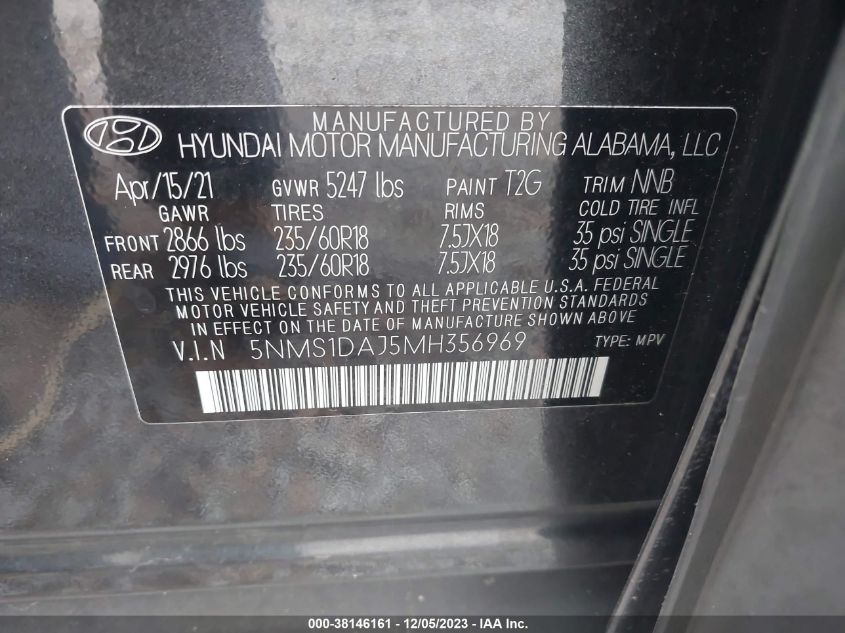 MANUFACTURED BY
HYUNDAI MOTOR MANUFACTURING ALABAMA, LLC
Apr/15/21 GVWR 5247 lbs PAINT T2G TRIM NNB
GAWR TIRES RIMS COLD TIRE INFL
FRONT 2866 lbs 235/60R18 7.5JX18 35 psi SINGLE
REAR 2976 lbs 235/60R18 7.5JX18 35 psi SINGLE
THIS VEHICLE CONFORMS TO ALL APPLICABLE U.S.A. FEDERAL
MOTOR VEHICLE SAFETY AND THEFT PREVENTION STANDARDS
IN EFFECT ON THE DATE OF MANUFACTURE SHOWN ABOVE
V.I.N 5NMS1DAJ5MH356969 TYPE: MPV
000-38146161 - 12/05/2023 - IAA Inc.